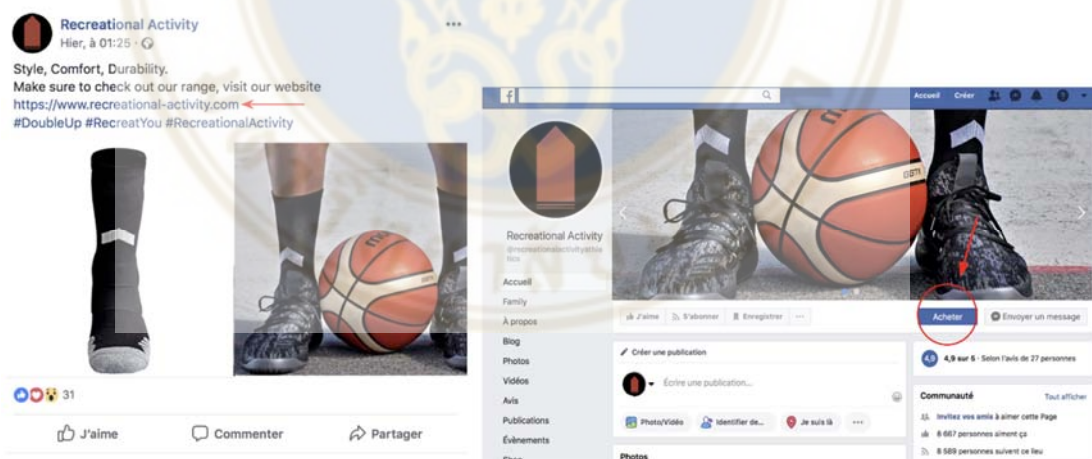 Recreational Activity
Hier, à 01:25
Style, Comfort, Durability.
Make sure to check out our range, visit our website
https://www.recreational-activity.com
#DoubleUp #RecreatYou #RecreationalActivity
31
J'aime
Commenter
Partager
f
Accueil Créer
Recreational Activity
Accueil
Family
À propos
Blog
Photos
Vidéos
Avis
Publications
Évènements
Shop
J'aime S'abonner Enregistrer
Acheter
Envoyer un message
Créer une publication
Écrire une publication...
Photo/Vidéo Identifier de... Je suis là
Photos
4,9
Selon l'avis de 27 personnes
Communauté
Tout afficher
Invitez vos amis à aimer cette Page
8 667 personnes aiment ça
8 589 personnes suivent ce lieu